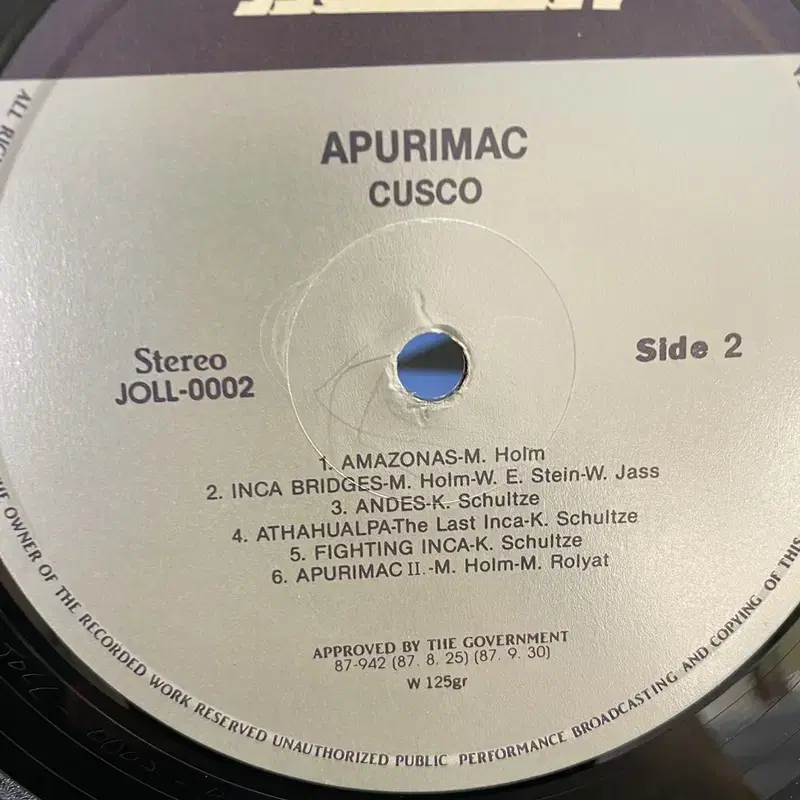 APURIMAC
CUSCO
Stereo
JOLL-0002
Side 2
1. AMAZONAS-M. Holm
2. INCA BRIDGES-M. Holm-W. E. Stein-W. Jass
3. ANDES-K. Schultze
4. ATHAHUALPA-The Last Inca-K. Schultze
5. FIGHTING INCA-K. Schultze
6. APURIMAC II.-M. Holm-M. Rolyat
APPROVED BY THE GOVERNMENT
87-942 (87. 8. 25) (87. 9. 30)
W 125gr
ALL
OWNER OF THE RECORDED WORK RESERVED UNAUTHORIZED PUBLIC PERFORMANCE BROADCASTING AND COPYING OF THIS